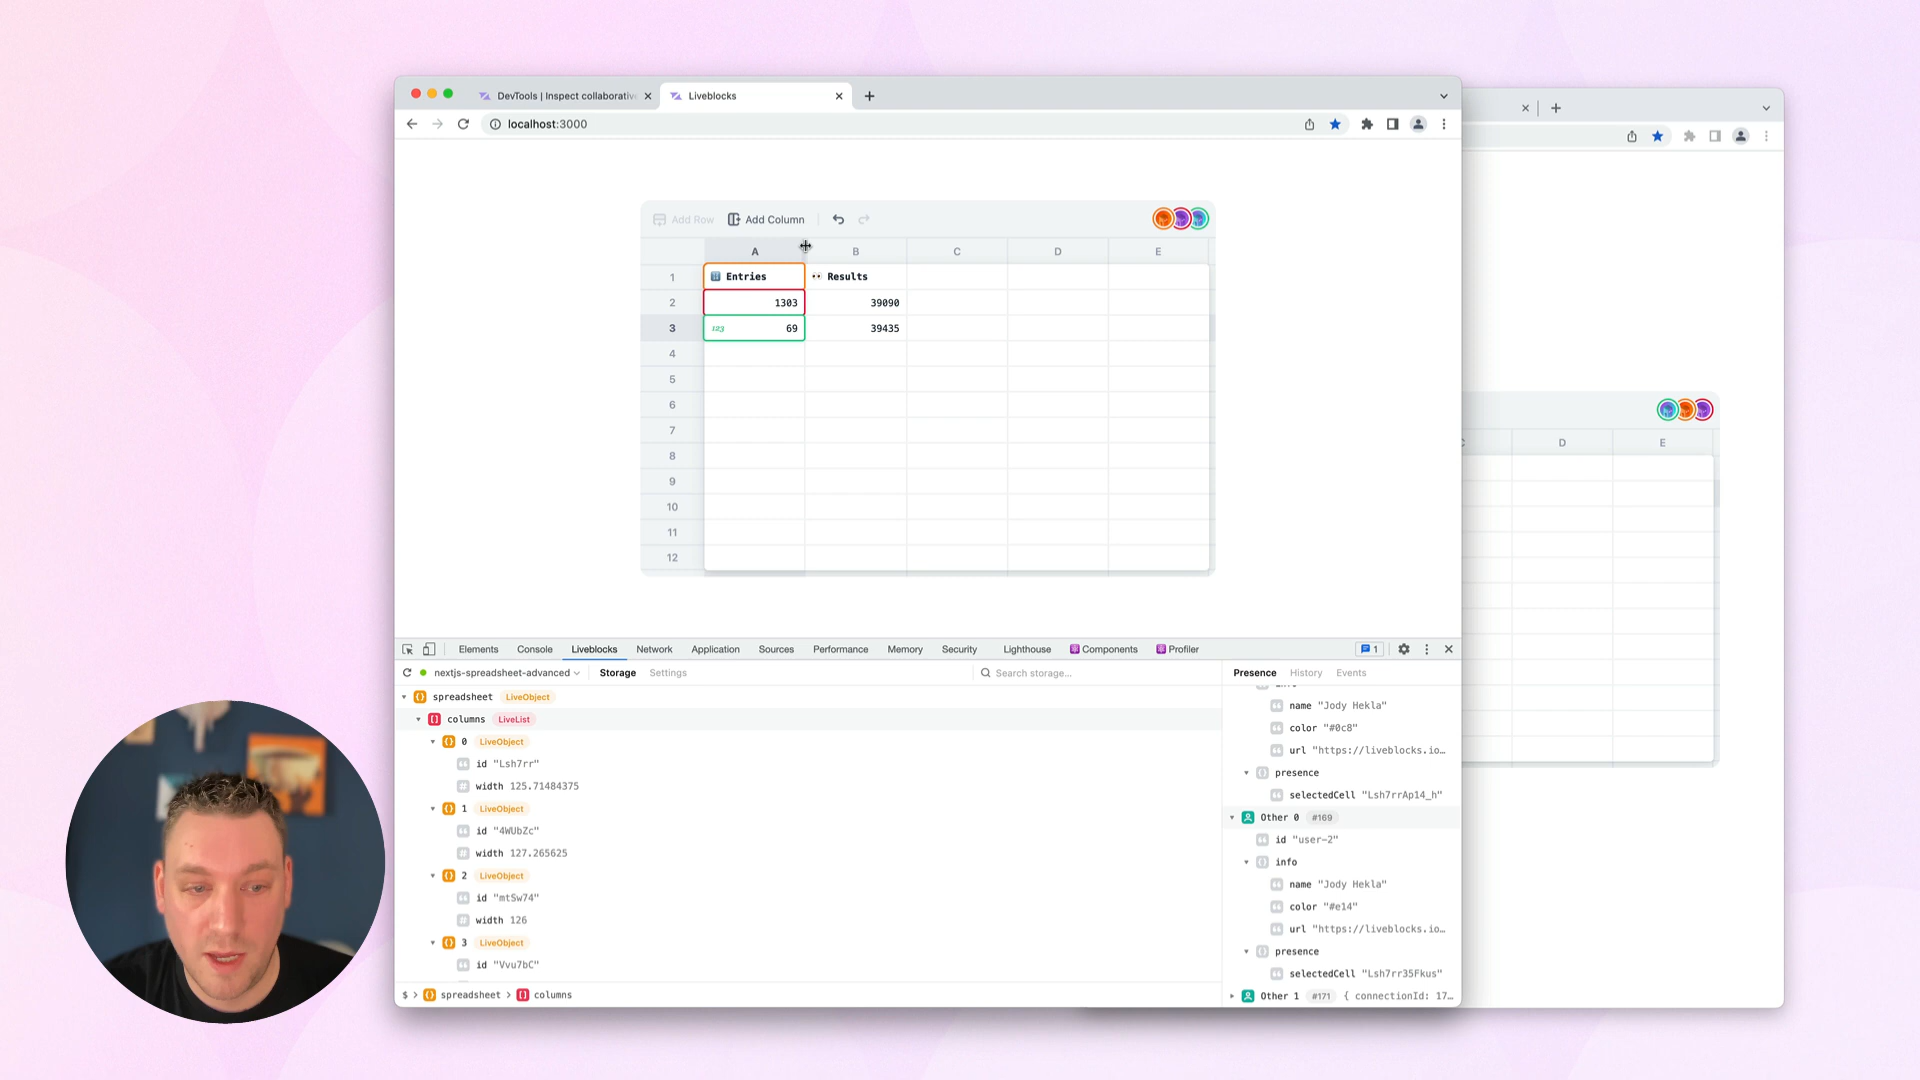 DevTools | Inspect collaborative
Liveblocks
localhost:3000
Add Row
Add Column
A B C D E
1 Entries Results
2 1303 39090
3 123 69 39435
4
5
6
7
8
9
10
11
12
D E
Elements Console Liveblocks Network Application Sources Performance Memory Security Lighthouse Components Profiler 1
nextjs-spreadsheet-advanced Storage Settings Search storage...
spreadsheet LiveObject
columns LiveList
0 LiveObject
id "Lsh7rr"
width 125.71484375
1 LiveObject
id "4WUbZc"
width 127.265625
2 LiveObject
id "mtSw74"
width 126
3 LiveObject
id "Vvu7bC"
$ > spreadsheet > columns
Presence History Events
name "Jody Hekla"
color "#0c8"
url "https://liveblocks.io…
presence
selectedCell "Lsh7rrAp14_h"
Other 0 #169
id "user-2"
info
name "Jody Hekla"
color "#e14"
url "https://liveblocks.io…
presence
selectedCell "Lsh7rr35Fkus"
Other 1 #171 { connectionId: 17…